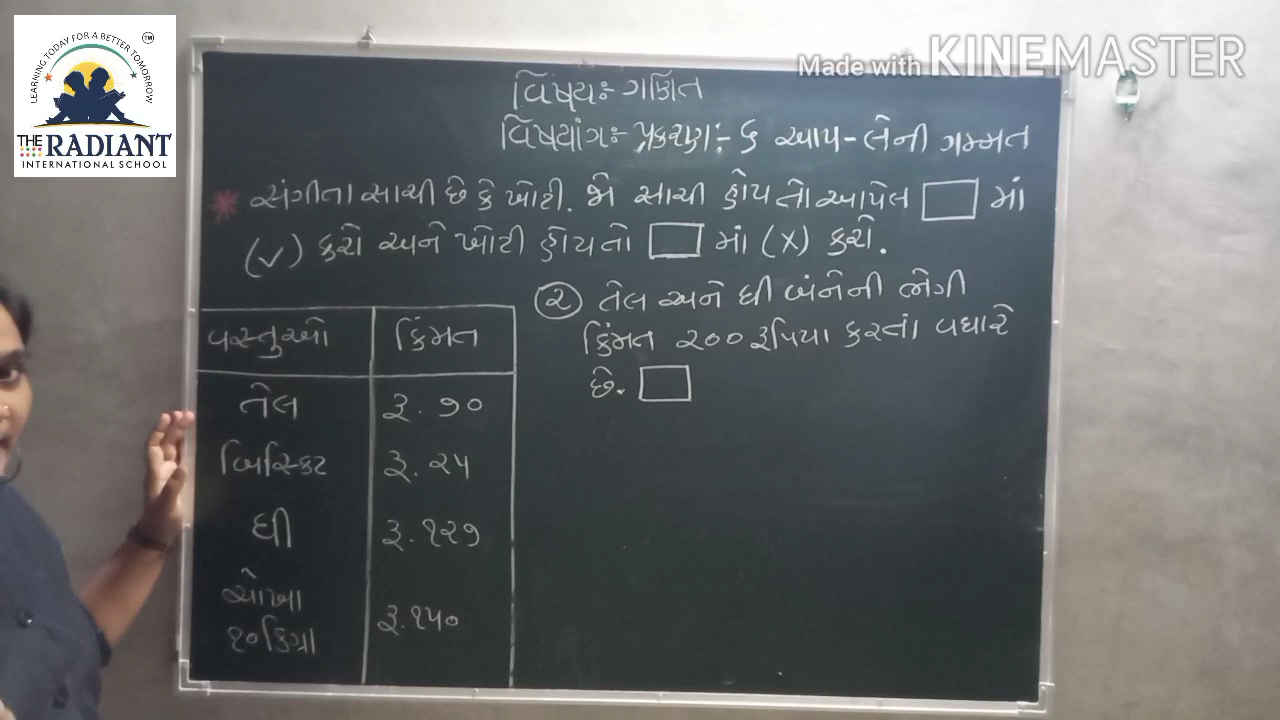 LEARNING TODAY FOR A BETTER TOMORROW
TM
THE RADIANT
INTERNATIONAL SCHOOL
Made with KINEMASTER
વિષય:- ગણિત
વિષયાંગ:- પ્રકરણ:- ૬ આપ-લેની ગમ્મત
* સંગીતા સાચી છે કે ખોટી. જો સાચી હોય તો આપેલ □ માં
(✓) કરો અને ખોટી હોય તો □ માં (X) કરો.
વસ્તુઓ કિંમત
તેલ રૂ. ૭૦
બિસ્કિટ રૂ. ૨૫
ઘી રૂ. ૧૨૭
ચોખા
૧૦ કિગ્રા રૂ. ૧૫૦
૨ તેલ અને ઘી બંનેની ભેગી
કિંમત ૨૦૦ રૂપિયા કરતાં વધારે
છે. □